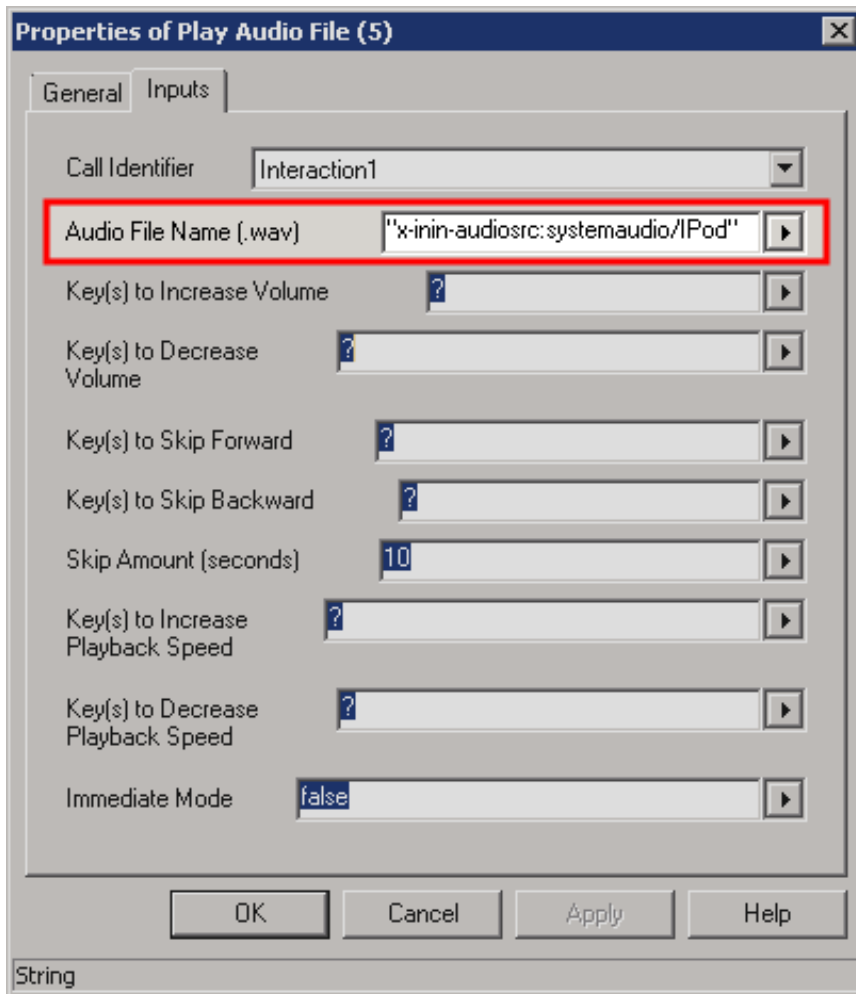 Properties of Play Audio File (5)
General Inputs
Call Identifier Interaction1
Audio File Name (.wav) "x-inin-audiosrc:systemaudio/IPod"
Key(s) to Increase Volume ?
Key(s) to Decrease ?
Volume
Key(s) to Skip Forward ?
Key(s) to Skip Backward ?
Skip Amount (seconds) 10
Key(s) to Increase ?
Playback Speed
Key(s) to Decrease ?
Playback Speed
Immediate Mode false
OK Cancel Apply Help
String